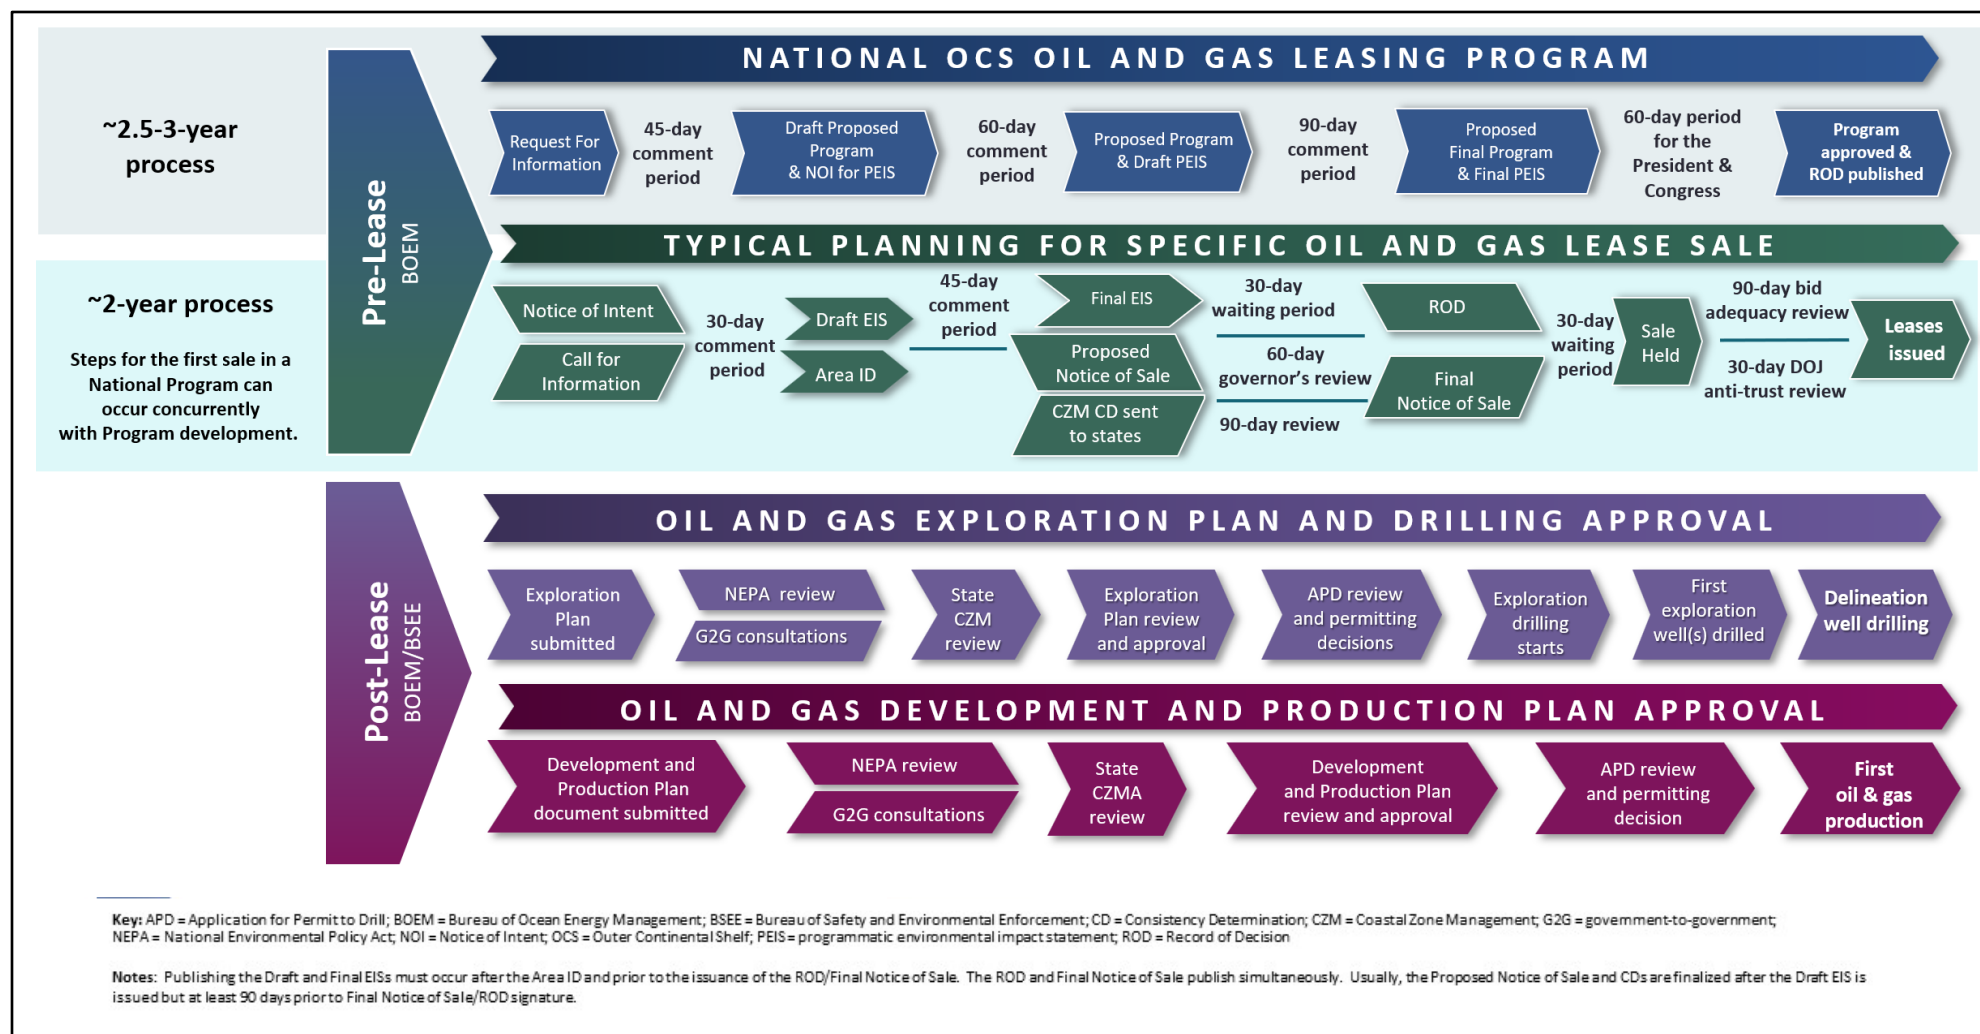 NATIONAL OCS OIL AND GAS LEASING PROGRAM
~2.5-3-year
process
Pre-Lease
BOEM
Request For
Information
45-day
comment
period
Draft Proposed
Program
& NOI for PEIS
60-day
comment
period
Proposed Program
& Draft PEIS
90-day
comment
period
Proposed
Final Program
& Final PEIS
60-day period
for the
President &
Congress
Program
approved &
ROD published
TYPICAL PLANNING FOR SPECIFIC OIL AND GAS LEASE SALE
~2-year process
Steps for the first sale in a
National Program can
occur concurrently
with Program development.
Notice of Intent
Call for
Information
30-day
comment
period
Draft EIS
Area ID
45-day
comment
period
Final EIS
Proposed
Notice of Sale
CZM CD sent
to states
30-day
waiting period
60-day
governor's review
90-day review
ROD
Final
Notice of Sale
30-day
waiting
period
Sale
Held
90-day bid
adequacy review
30-day DOJ
anti-trust review
Leases
issued
Post-Lease
BOEM/BSEE
OIL AND GAS EXPLORATION PLAN AND DRILLING APPROVAL
Exploration
Plan
submitted
NEPA review
G2G consultations
State
CZM
review
Exploration
Plan review
and approval
APD review
and permitting
decisions
Exploration
drilling
starts
First
exploration
well(s) drilled
Delineation
well drilling
OIL AND GAS DEVELOPMENT AND PRODUCTION PLAN APPROVAL
Development and
Production Plan
document submitted
NEPA review
G2G consultations
State
CZMA
review
Development
and Production Plan
review and approval
APD review
and permitting
decision
First
oil & gas
production
Key: APD = Application for Permit to Drill; BOEM = Bureau of Ocean Energy Management; BSEE = Bureau of Safety and Environmental Enforcement; CD = Consistency Determination; CZM = Coastal Zone Management; G2G = government-to-government;
NEPA = National Environmental Policy Act; NOI = Notice of Intent; OCS = Outer Continental Shelf; PEIS = programmatic environmental impact statement; ROD = Record of Decision
Notes: Publishing the Draft and Final EISs must occur after the Area ID and prior to the issuance of the ROD/Final Notice of Sale. The ROD and Final Notice of Sale publish simultaneously. Usually, the Proposed Notice of Sale and CDs are finalized after the Draft EIS is
issued but at least 90 days prior to Final Notice of Sale/ROD signature.